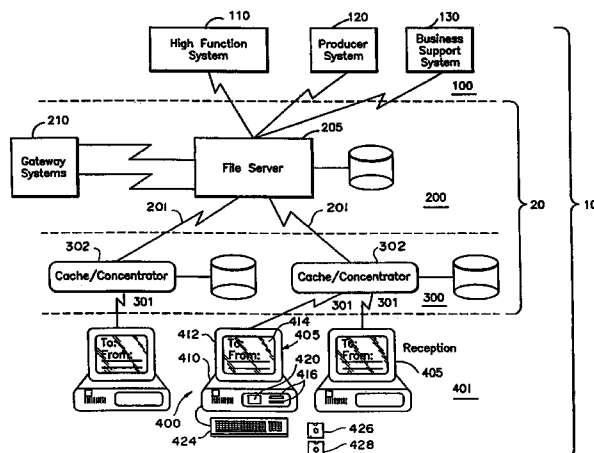 110
120
130
High Function
System
Producer
System
Business
Support
System
100
210
205
Gateway
Systems
File Server
201
201
200
20
10
302
302
Cache/Concentrator
Cache/Concentrator
301
301
301
300
412
414
405
To:
From:
To:
From:
To:
From:
Reception
410
420
416
405
400
401
424
426
428